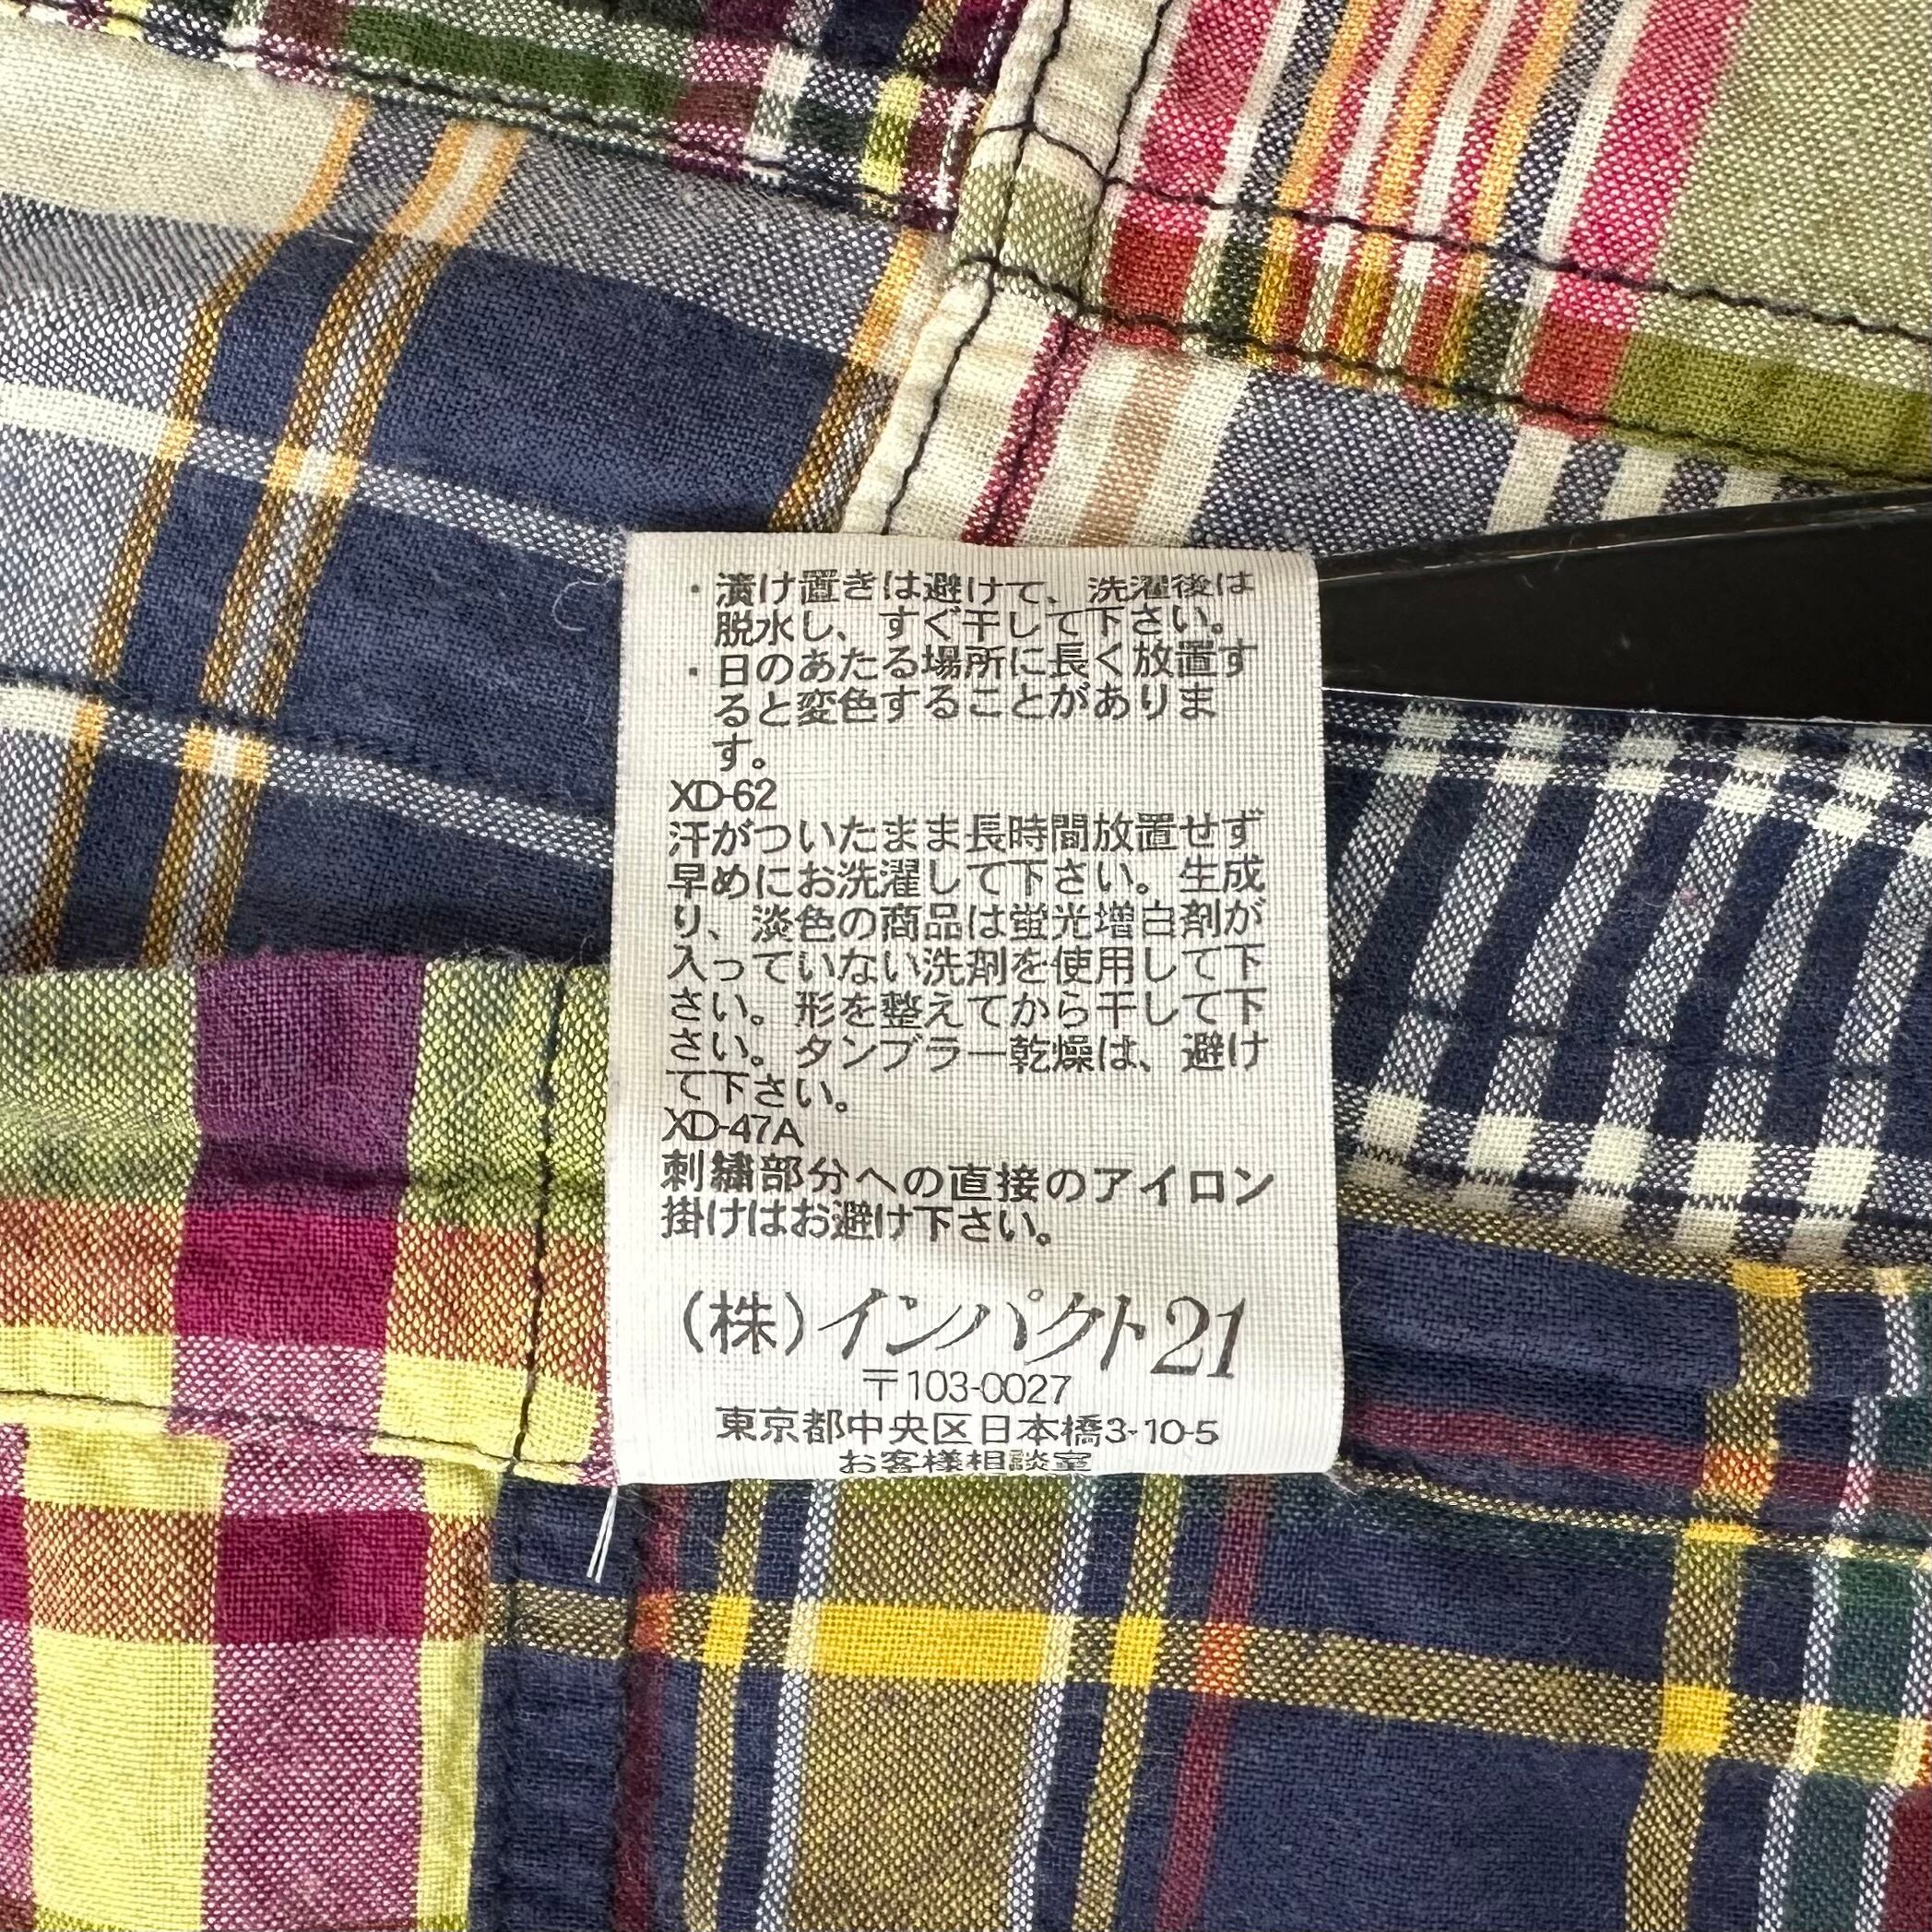 ・漬け置きは避けて、洗濯後は
脱水し、すぐ干して下さい。
・日のあたる場所に長く放置す
ると変色することがありま
す。
XD-62
汗がついたまま長時間放置せず
早めにお洗濯して下さい。生成
り、淡色の商品は蛍光増白剤が
入っていない洗剤を使用して下
さい。形を整えてから干して下
さい。タンブラー乾燥は、避け
て下さい。
XD-47A
刺繍部分への直接のアイロン
掛けはお避け下さい。
(株)インパクト21
〒103-0027
東京都中央区日本橋3-10-5
お客様相談室